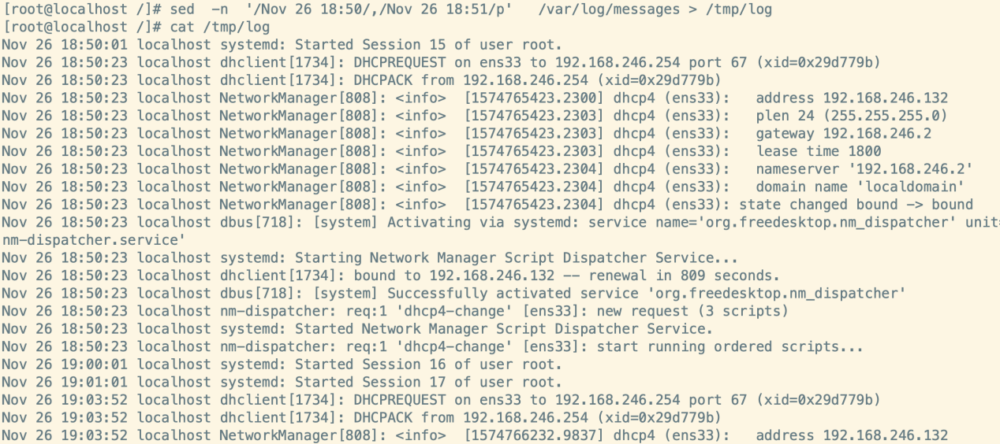 [root@localhost /]# sed  -n  '/Nov 26 18:50/,/Nov 26 18:51/p'   /var/log/messages > /tmp/log
[root@localhost /]# cat /tmp/log
Nov 26 18:50:01 localhost systemd: Started Session 15 of user root.
Nov 26 18:50:23 localhost dhclient[1734]: DHCPREQUEST on ens33 to 192.168.246.254 port 67 (xid=0x29d779b)
Nov 26 18:50:23 localhost dhclient[1734]: DHCPACK from 192.168.246.254 (xid=0x29d779b)
Nov 26 18:50:23 localhost NetworkManager[808]: <info>  [1574765423.2300] dhcp4 (ens33):   address 192.168.246.132
Nov 26 18:50:23 localhost NetworkManager[808]: <info>  [1574765423.2303] dhcp4 (ens33):   plen 24 (255.255.255.0)
Nov 26 18:50:23 localhost NetworkManager[808]: <info>  [1574765423.2303] dhcp4 (ens33):   gateway 192.168.246.2
Nov 26 18:50:23 localhost NetworkManager[808]: <info>  [1574765423.2303] dhcp4 (ens33):   lease time 1800
Nov 26 18:50:23 localhost NetworkManager[808]: <info>  [1574765423.2304] dhcp4 (ens33):   nameserver '192.168.246.2'
Nov 26 18:50:23 localhost NetworkManager[808]: <info>  [1574765423.2304] dhcp4 (ens33):   domain name 'localdomain'
Nov 26 18:50:23 localhost NetworkManager[808]: <info>  [1574765423.2304] dhcp4 (ens33): state changed bound -> bound
Nov 26 18:50:23 localhost dbus[718]: [system] Activating via systemd: service name='org.freedesktop.nm_dispatcher' unit=
nm-dispatcher.service'
Nov 26 18:50:23 localhost systemd: Starting Network Manager Script Dispatcher Service...
Nov 26 18:50:23 localhost dhclient[1734]: bound to 192.168.246.132 -- renewal in 809 seconds.
Nov 26 18:50:23 localhost dbus[718]: [system] Successfully activated service 'org.freedesktop.nm_dispatcher'
Nov 26 18:50:23 localhost nm-dispatcher: req:1 'dhcp4-change' [ens33]: new request (3 scripts)
Nov 26 18:50:23 localhost systemd: Started Network Manager Script Dispatcher Service.
Nov 26 18:50:23 localhost nm-dispatcher: req:1 'dhcp4-change' [ens33]: start running ordered scripts...
Nov 26 19:00:01 localhost systemd: Started Session 16 of user root.
Nov 26 19:01:01 localhost systemd: Started Session 17 of user root.
Nov 26 19:03:52 localhost dhclient[1734]: DHCPREQUEST on ens33 to 192.168.246.254 port 67 (xid=0x29d779b)
Nov 26 19:03:52 localhost dhclient[1734]: DHCPACK from 192.168.246.254 (xid=0x29d779b)
Nov 26 19:03:52 localhost NetworkManager[808]: <info>  [1574766232.9837] dhcp4 (ens33):   address 192.168.246.132